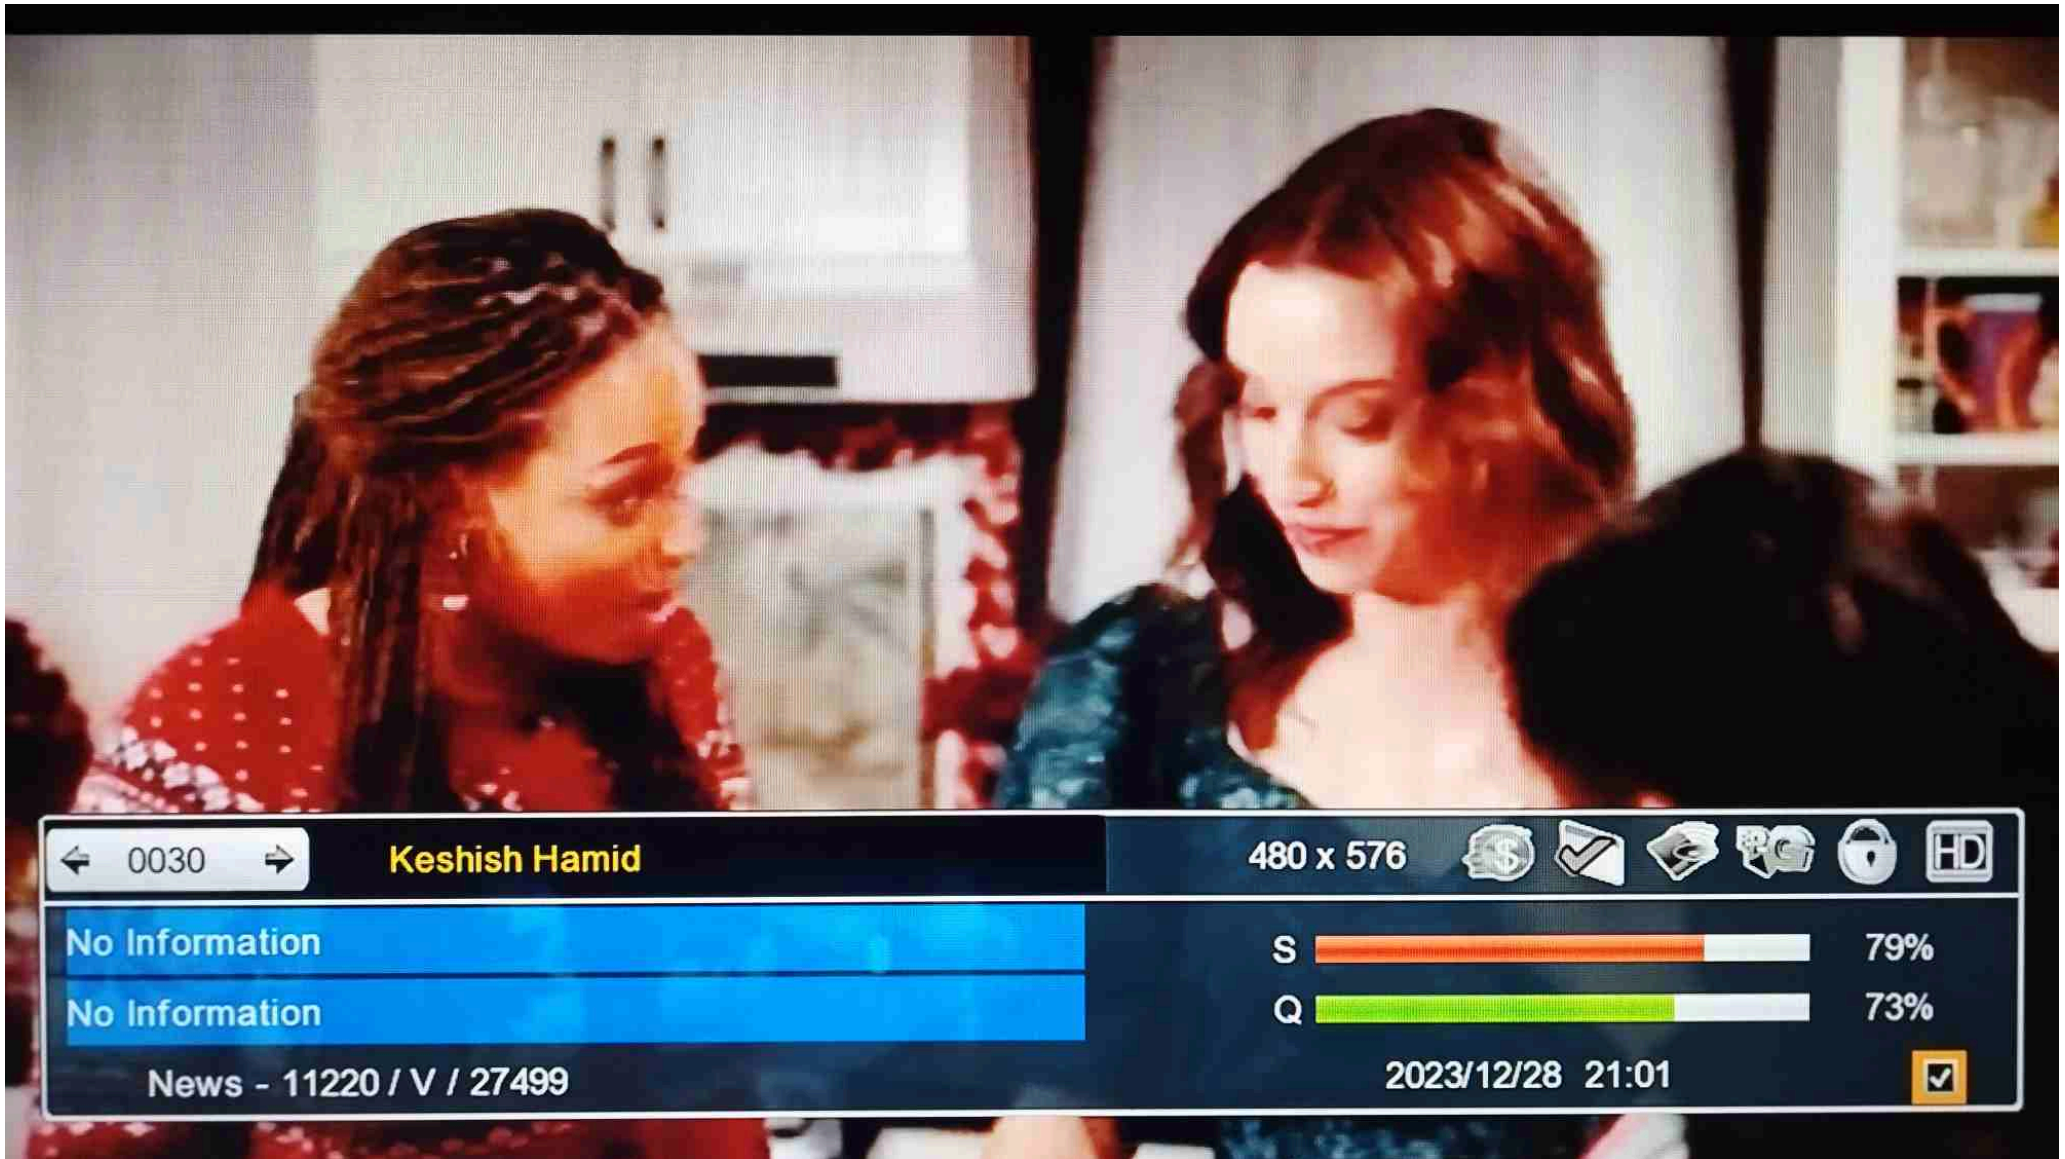 0030
Keshish Hamid
480 x 576
$
HD
No Information
No Information
S 79%
Q 73%
News - 11220 / V / 27499
2023/12/28 21:01